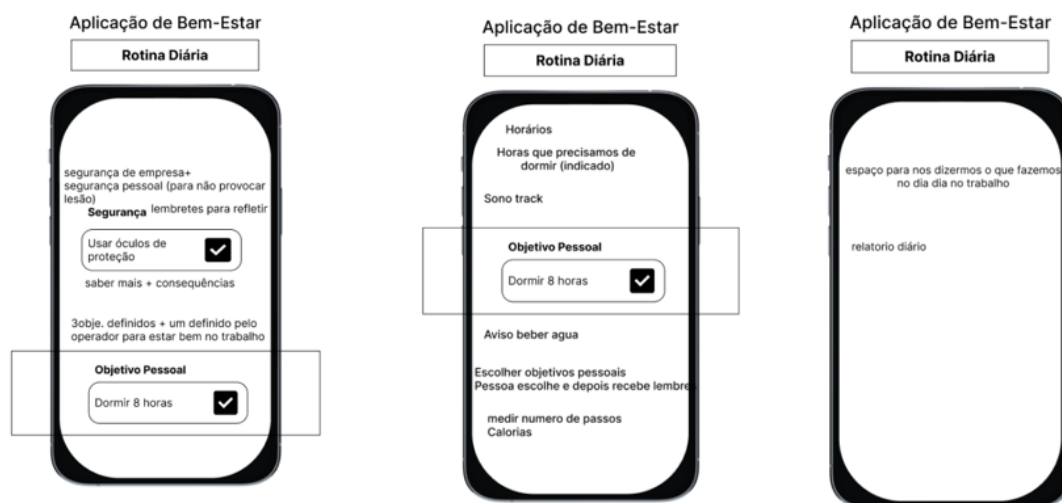 Aplicação de Bem-Estar
Rotina Diária
segurança de empresa+
segurança pessoal (para não provocar
lesão)
Segurança lembretes para refletir
Usar óculos de
proteção
saber mais + consequências
3obje. definidos + um definido pelo
operador para estar bem no trabalho
Objetivo Pessoal
Dormir 8 horas
Aplicação de Bem-Estar
Rotina Diária
Horários
Horas que precisamos de
dormir (indicado)
Sono track
Objetivo Pessoal
Dormir 8 horas
Aviso beber agua
Escolher objetivos pessoais
Pessoa escolhe e depois recebe lembre
medir numero de passos
Calorias
Aplicação de Bem-Estar
Rotina Diária
espaço para nos dizermos o que fazemos
no dia dia no trabalho
relatorio diário